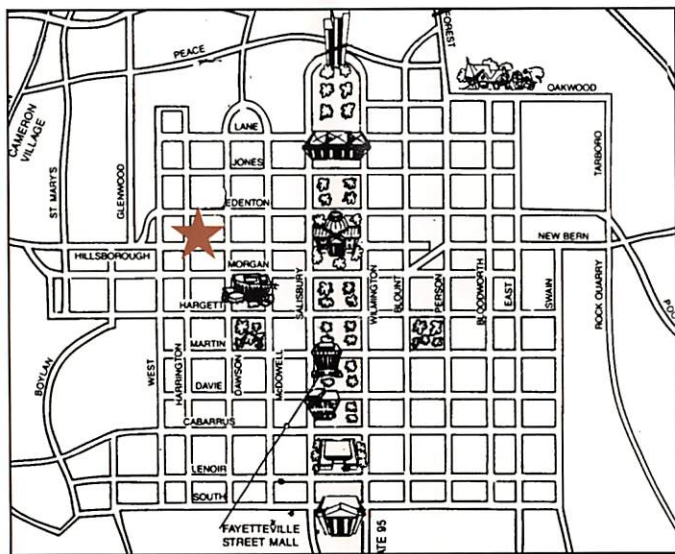 PEACE
FOREST
OAKWOOD
CAMERON
VILLAGE
LANE
JONES
ST MARY'S
GLENWOOD
TARBORO
EDENTON
NEW BERN
HILLSBOROUGH
MORGAN
SALISBURY
WILMINGTON
BLOUNT
PERSON
BLOODWORTH
EAST
SWAIN
ROCK QUARRY
HARGETT
MARTIN
BOYLAN
WEST
HARRINGTON
DAVIE
DAWSON
McDOWELL
CABARRUS
LENOIR
SOUTH
FAYETTEVILLE
STREET MALL
ATE 95